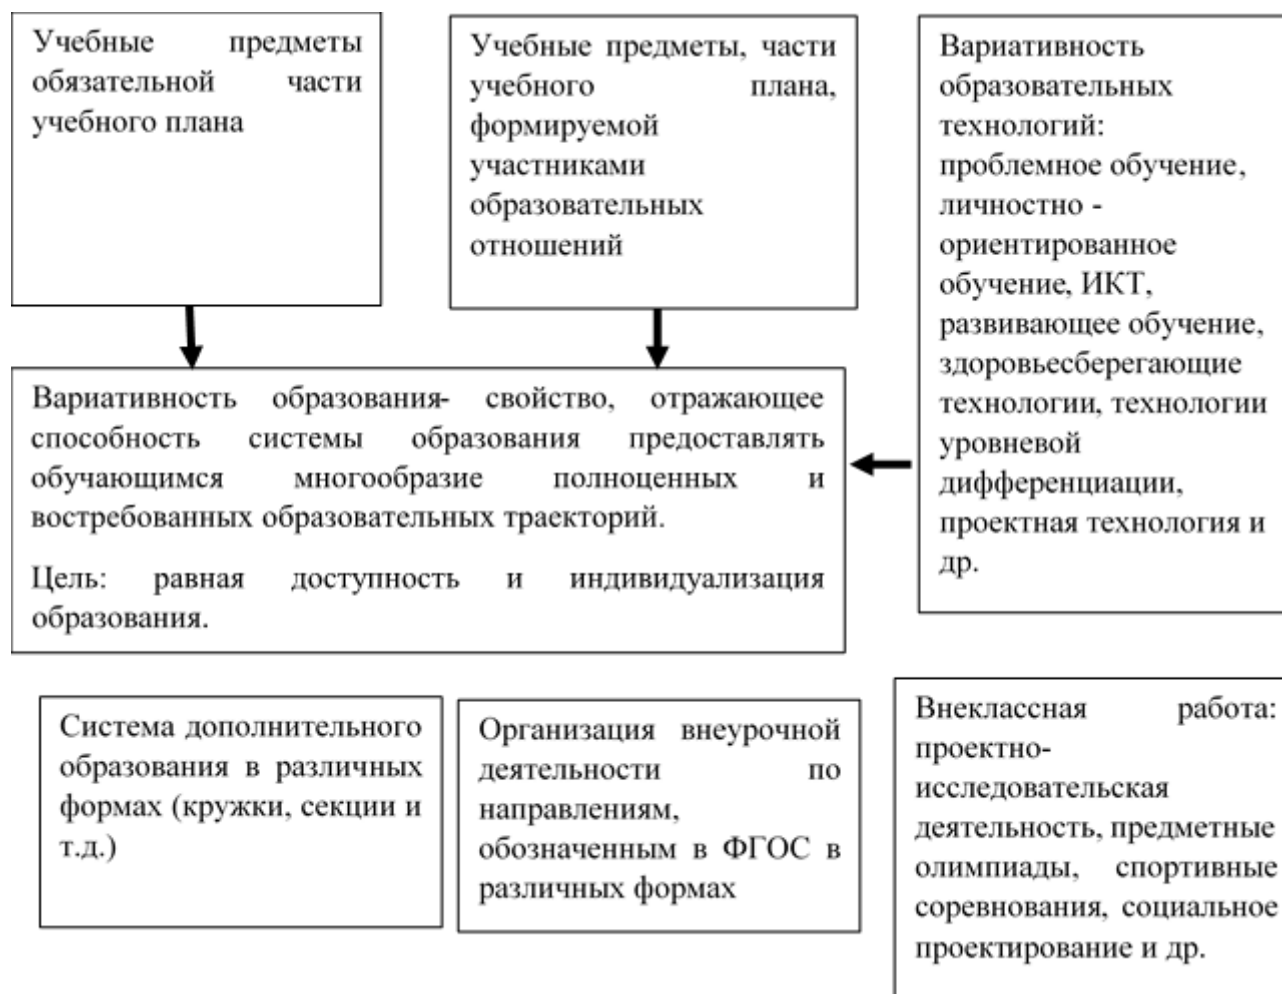 Учебные предметы
обязательной части
учебного плана
Учебные предметы, части
учебного плана,
формируемой
участниками
образовательных
отношений
Вариативность
образовательных
технологий:
проблемное обучение,
личностно -
ориентированное
обучение, ИКТ,
развивающее обучение,
здоровьесберегающие
технологии, технологии
уровневой
дифференциации,
проектная технология и
др.
Вариативность образования- свойство, отражающее
способность системы образования предоставлять
обучающимся многообразие полноценных и
востребованных образовательных траекторий.
Цель: равная доступность и индивидуализация
образования.
Система дополнительного
образования в различных
формах (кружки, секции и
т.д.)
Организация внеурочной
деятельности по
направлениям,
обозначенным в ФГОС в
различных формах
Внеклассная работа:
проектно-
исследовательская
деятельность, предметные
олимпиады, спортивные
соревнования, социальное
проектирование и др.